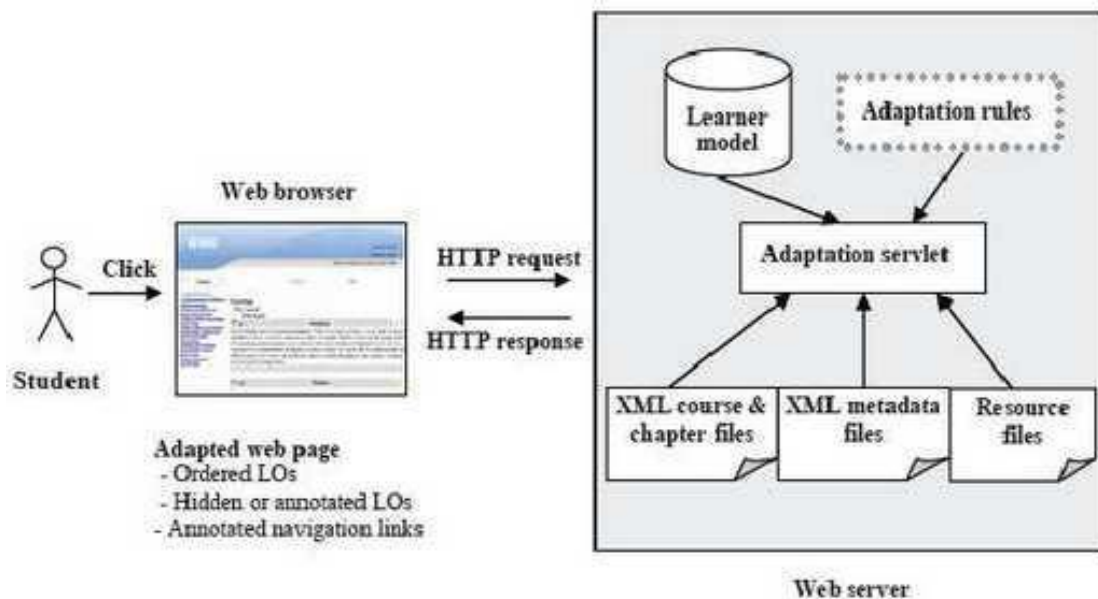 Web browser
Click
Student
HTTP request
HTTP response
Adapted web page
- Ordered LOs
- Hidden or annotated LOs
- Annotated navigation links
Learner
model
Adaptation rules
Adaptation servlet
XML course &
chapter files
XML metadata
files
Resource
files
Web server